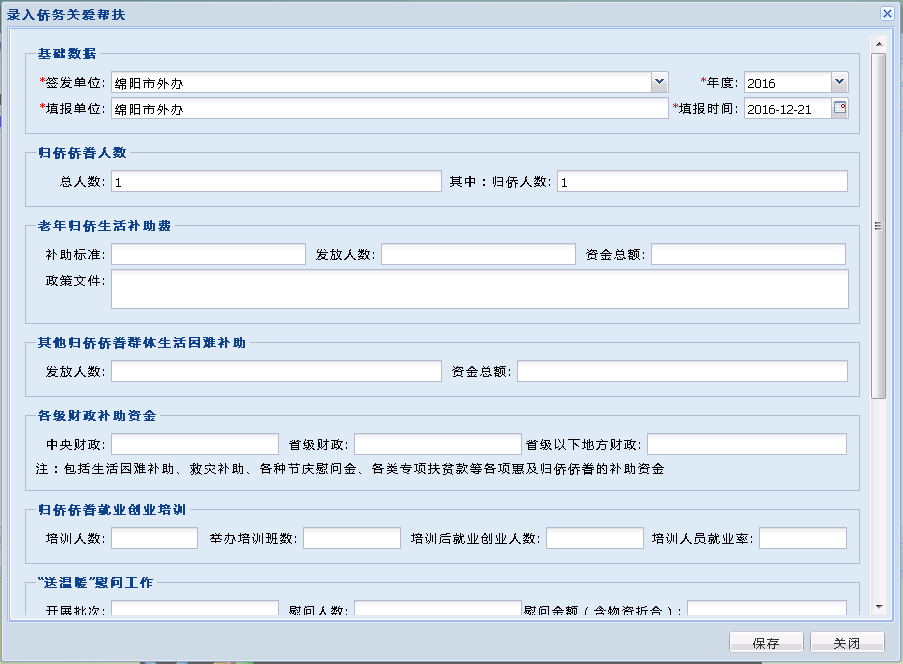 录入侨务关爱帮扶
基础数据
*签发单位: 绵阳市外办 *年度: 2016
*填报单位: 绵阳市外办 *填报时间: 2016-12-21
归侨侨眷人数
总人数: 1 其中：归侨人数: 1
老年归侨生活补助费
补助标准: 发放人数: 资金总额:
政策文件:
其他归侨侨眷群体生活困难补助
发放人数: 资金总额:
各级财政补助资金
中央财政: 省级财政: 省级以下地方财政:
注：包括生活困难补助、救灾补助、各种节庆慰问金、各类专项扶贫款等各项惠及归侨侨眷的补助资金
归侨侨眷就业创业培训
培训人数: 举办培训班数: 培训后就业创业人数: 培训人员就业率:
“送温暖”慰问工作
开展批次: 慰问人数: 慰问金额（含物资折合）:
保存 关闭